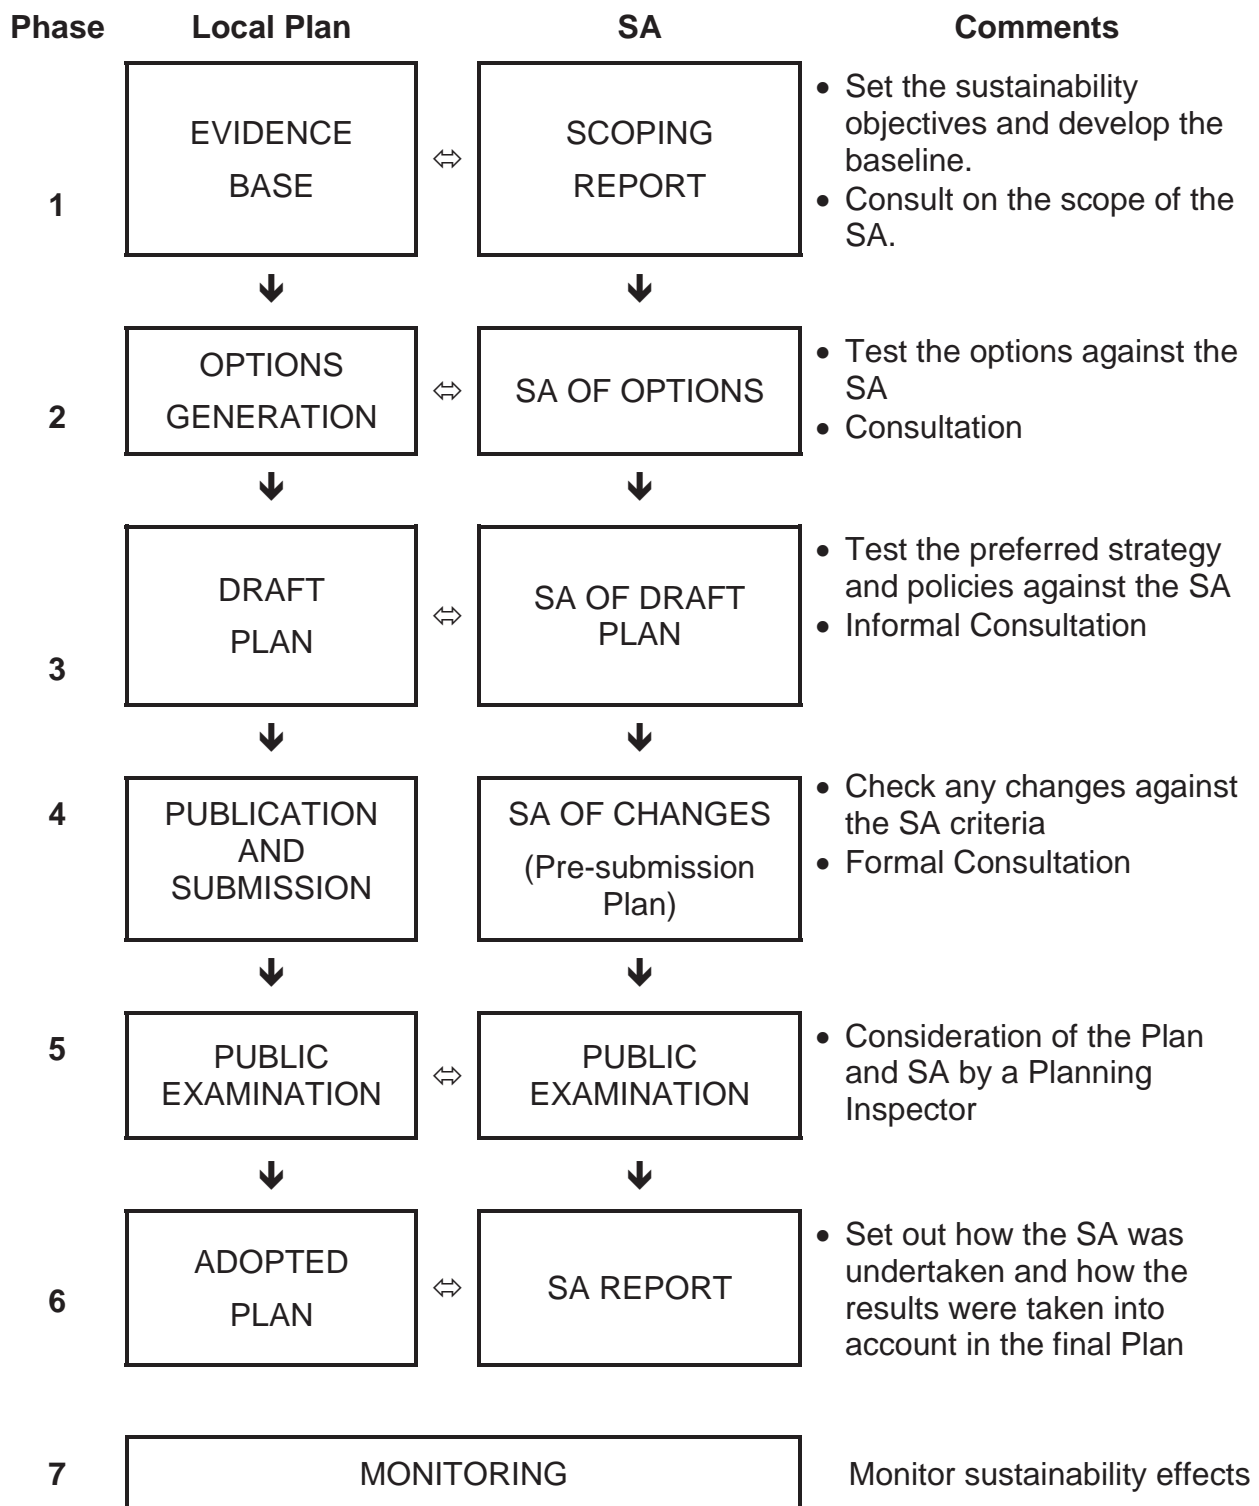 Phase Local Plan SA Comments
1
EVIDENCE
BASE
⬄
SCOPING
REPORT
• Set the sustainability
objectives and develop the
baseline.
• Consult on the scope of the
SA.
2
OPTIONS
GENERATION
⬄
SA OF OPTIONS
• Test the options against the
SA
• Consultation
3
DRAFT
PLAN
⬄
SA OF DRAFT
PLAN
• Test the preferred strategy
and policies against the SA
• Informal Consultation
4
PUBLICATION
AND
SUBMISSION
SA OF CHANGES
(Pre-submission
Plan)
• Check any changes against
the SA criteria
• Formal Consultation
5
PUBLIC
EXAMINATION
⬄
PUBLIC
EXAMINATION
• Consideration of the Plan
and SA by a Planning
Inspector
6
ADOPTED
PLAN
⬄
SA REPORT
• Set out how the SA was
undertaken and how the
results were taken into
account in the final Plan
7
MONITORING
Monitor sustainability effects